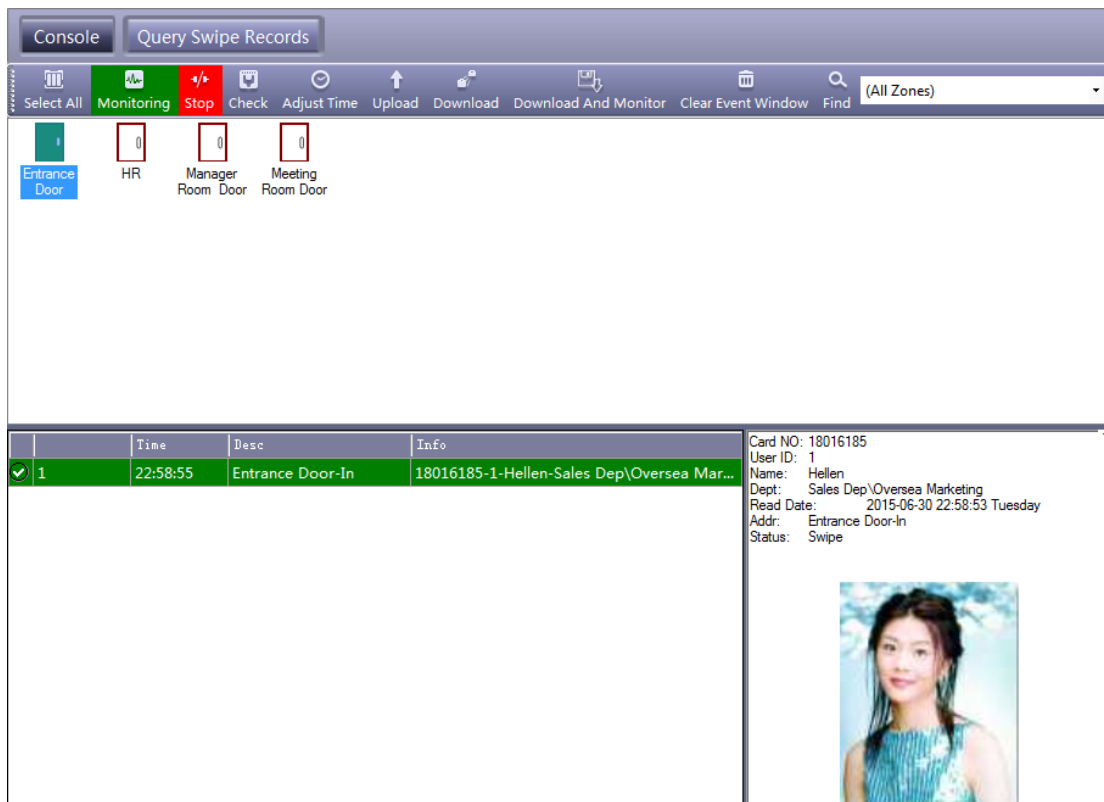 Console Query Swipe Records
Select All Monitoring Stop Check Adjust Time Upload Download Download And Monitor Clear Event Window Find (All Zones)
Entrance Door
HR
Manager Room Door
Meeting Room Door
Time Desc Info
1 22:58:55 Entrance Door-In 18016185-1-Hellen-Sales Dep\Oversea Mar...
Card NO: 18016185
User ID: 1
Name: Hellen
Dept: Sales Dep\Oversea Marketing
Read Date: 2015-06-30 22:58:53 Tuesday
Addr: Entrance Door-In
Status: Swipe